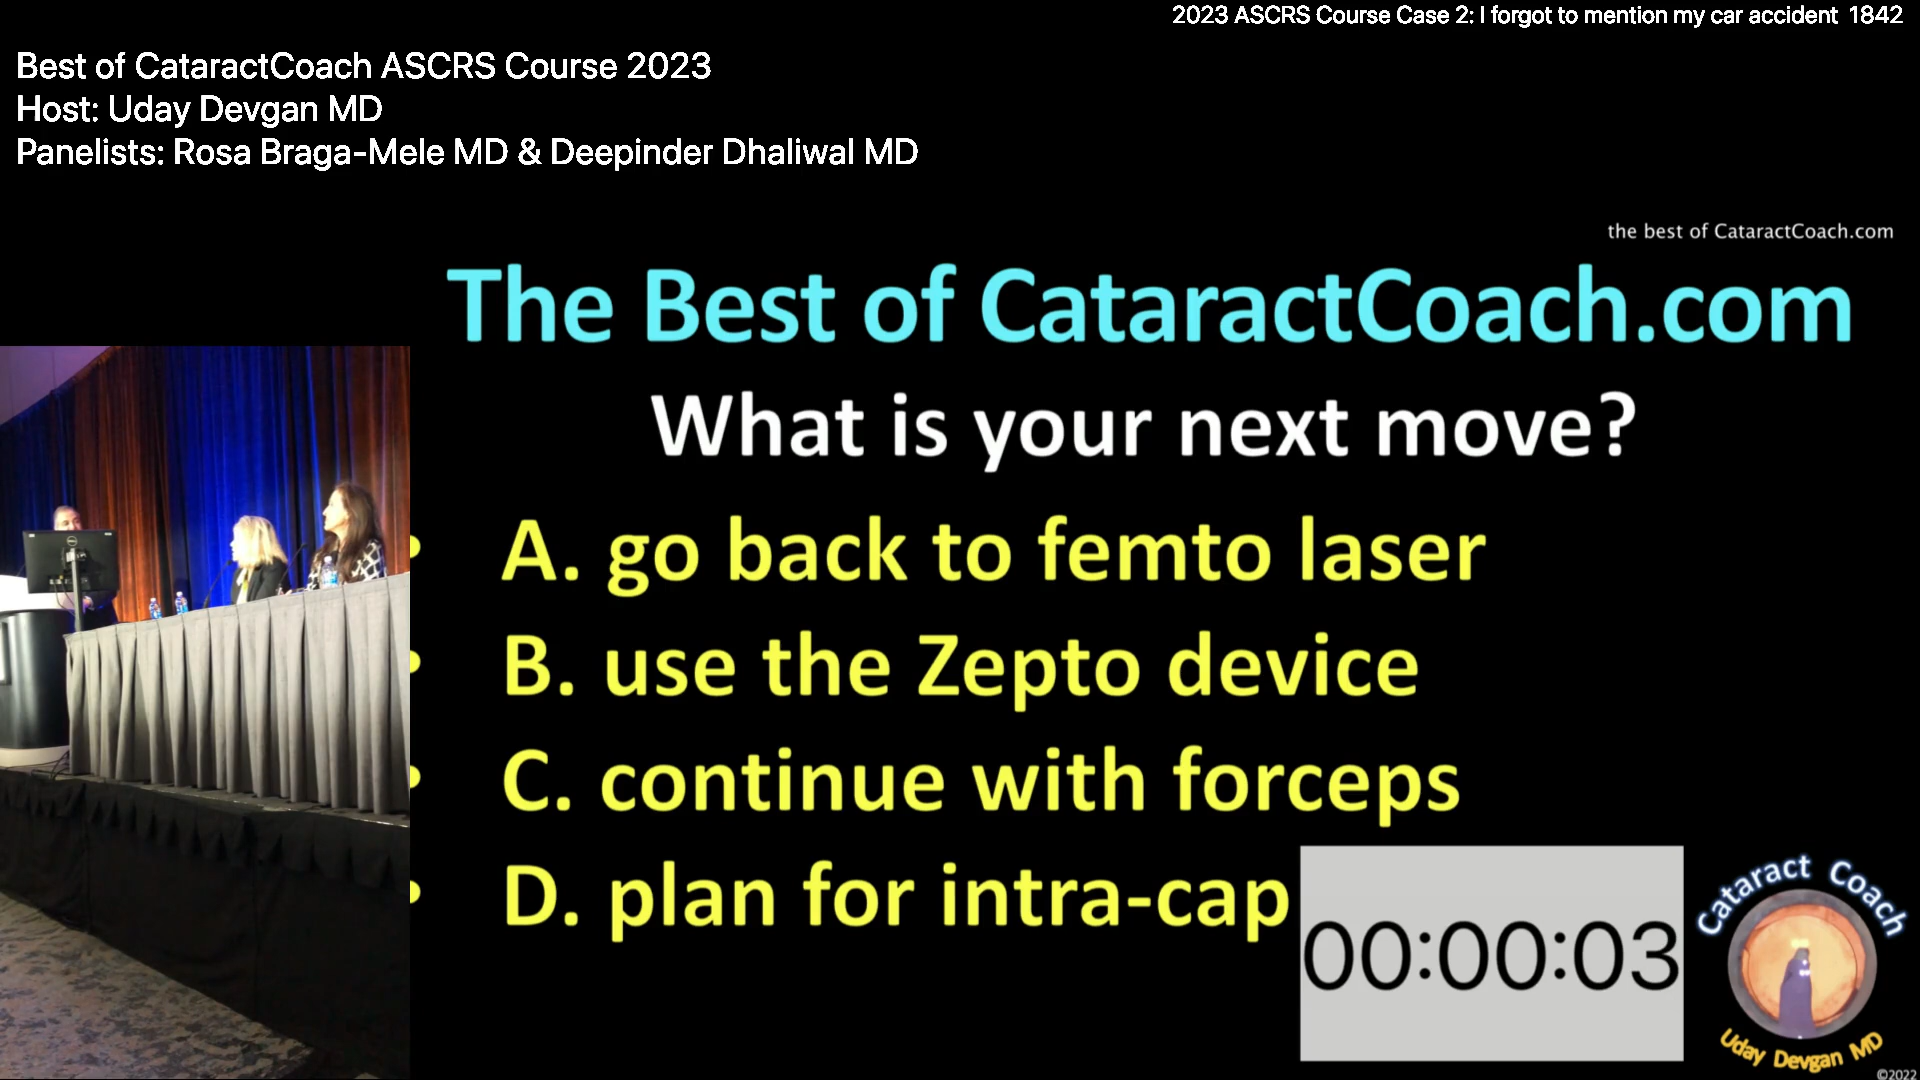 2023 ASCRS Course Case 2: I forgot to mention my car accident 1842
Best of CataractCoach ASCRS Course 2023
Host: Uday Devgan MD
Panelists: Rosa Braga-Mele MD & Deepinder Dhaliwal MD
the best of CataractCoach.com
The Best of CataractCoach.com
What is your next move?
• A. go back to femto laser
• B. use the Zepto device
• C. continue with forceps
• D. plan for intra-cap
00:00:03
Cataract Coach
Uday Devgan MD
©2022